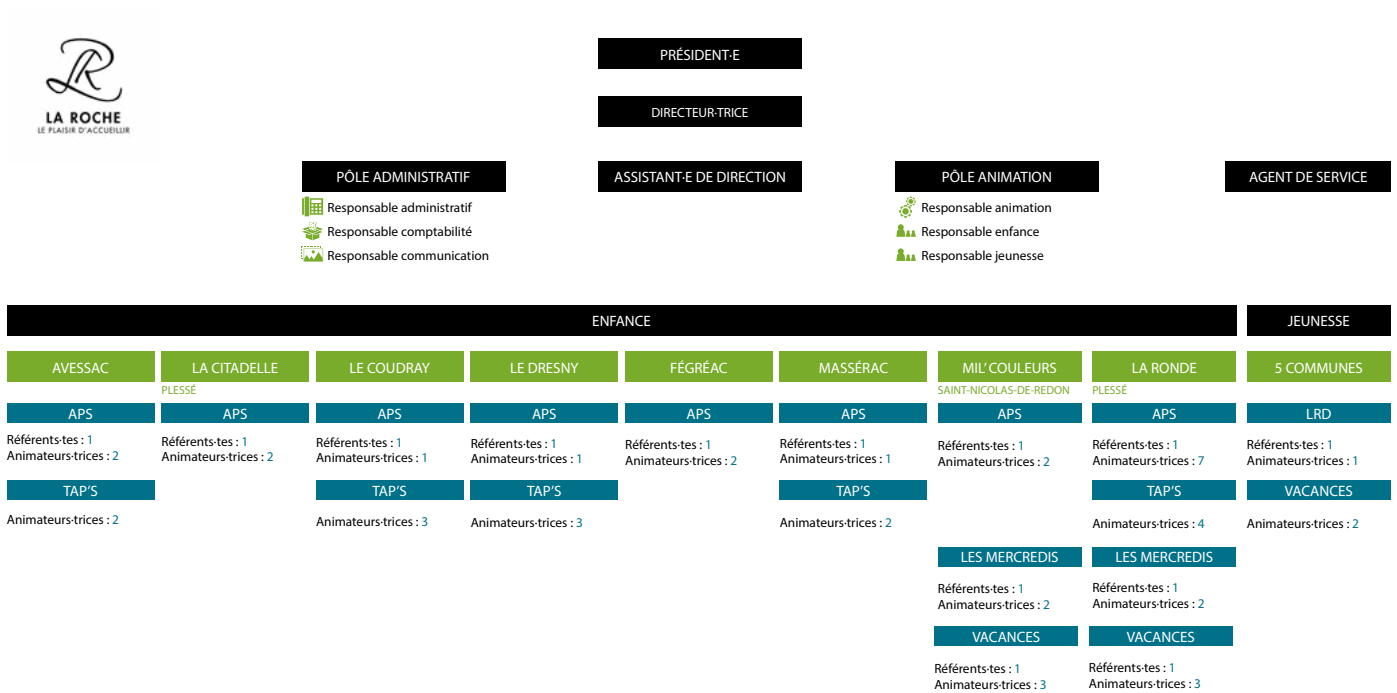 LA ROCHE
LE PLAISIR D'ACCUEILLIR
PRÉSIDENT·E
DIRECTEUR·TRICE
PÔLE ADMINISTRATIF
Responsable administratif
Responsable comptabilité
Responsable communication
ASSISTANT·E DE DIRECTION
PÔLE ANIMATION
Responsable animation
Responsable enfance
Responsable jeunesse
AGENT DE SERVICE
ENFANCE
AVESSAC
APS
Référents·tes : 1
Animateurs·trices : 2
TAP'S
Animateurs·trices : 2
LA CITADELLE
PLESSÉ
APS
Référents·tes : 1
Animateurs·trices : 2
LE COUDRAY
APS
Référents·tes : 1
Animateurs·trices : 1
TAP'S
Animateurs·trices : 3
LE DRESNY
APS
Référents·tes : 1
Animateurs·trices : 1
TAP'S
Animateurs·trices : 3
FÉGRÉAC
APS
Référents·tes : 1
Animateurs·trices : 2
MASSÉRAC
APS
Référents·tes : 1
Animateurs·trices : 1
TAP'S
Animateurs·trices : 2
MIL' COULEURS
SAINT-NICOLAS-DE-REDON
APS
Référents·tes : 1
Animateurs·trices : 2
LES MERCREDIS
Référents·tes : 1
Animateurs·trices : 2
VACANCES
Référents·tes : 1
Animateurs·trices : 3
LA RONDE
PLESSÉ
APS
Référents·tes : 1
Animateurs·trices : 7
TAP'S
Animateurs·trices : 4
LES MERCREDIS
Référents·tes : 1
Animateurs·trices : 2
VACANCES
Référents·tes : 1
Animateurs·trices : 3
JEUNESSE
5 COMMUNES
LRD
Référents·tes : 1
Animateurs·trices : 1
VACANCES
Animateurs·trices : 2